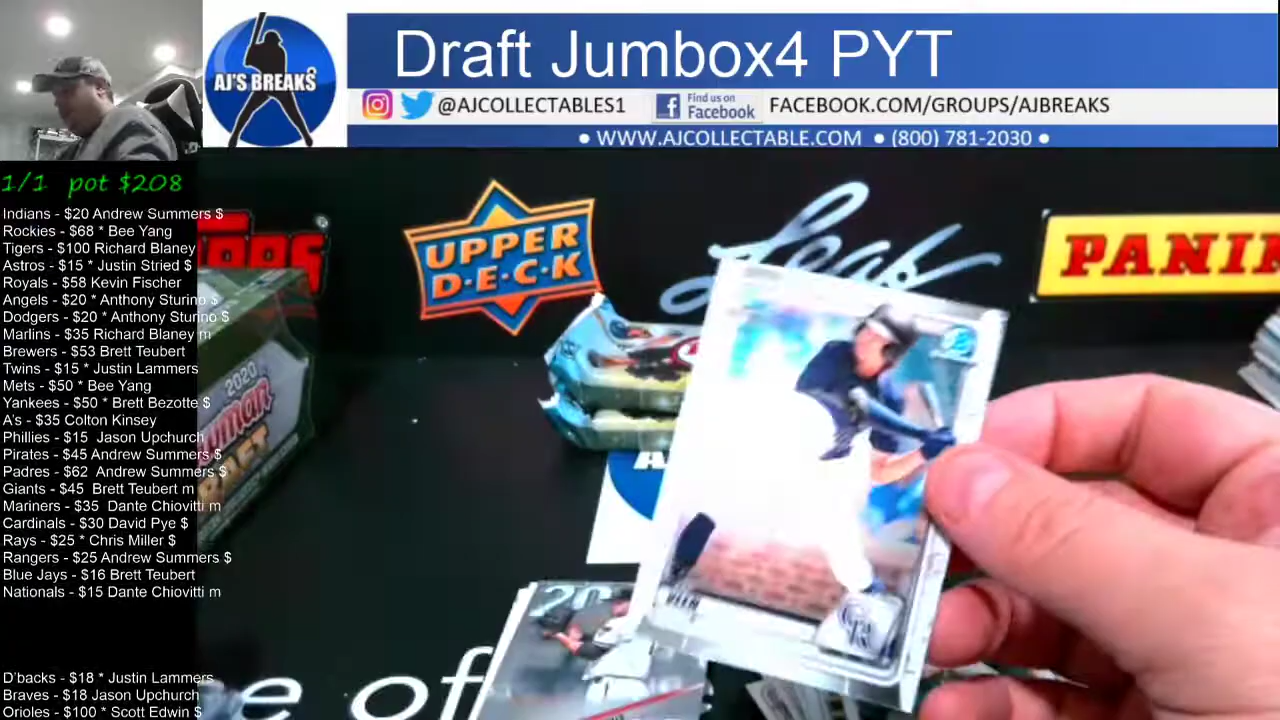 Draft Jumbox4 PYT
AJ'S BREAKS
@AJCOLLECTABLES1
Find us on
Facebook
FACEBOOK.COM/GROUPS/AJBREAKS
● WWW.AJCOLLECTABLE.COM ● (800) 781-2030 ●
1/1 pot $208
Indians - $20 Andrew Summers $
Rockies - $68 * Bee Yang
Tigers - $100 Richard Blaney
Astros - $15 * Justin Stried $
Royals - $58 Kevin Fischer
Angels - $20 * Anthony Sturino $
Dodgers - $20 * Anthony Sturino $
Marlins - $35 Richard Blaney m
Brewers - $53 Brett Teubert
Twins - $15 * Justin Lammers
Mets - $50 * Bee Yang
Yankees - $50 * Brett Bezotte $
A's - $35 Colton Kinsey
Phillies - $15 Jason Upchurch
Pirates - $45 Andrew Summers $
Padres - $62 Andrew Summers $
Giants - $45 Brett Teubert m
Mariners - $35 Dante Chiovitti m
Cardinals - $30 David Pye $
Rays - $25 * Chris Miller $
Rangers - $25 Andrew Summers $
Blue Jays - $16 Brett Teubert
Nationals - $15 Dante Chiovitti m
D'backs - $18 * Justin Lammers
Braves - $18 Jason Upchurch
Orioles - $100 * Scott Edwin $
UPPER
D·E·C·K
Leaf
PANINI
2020
VEEN
CR
20
of